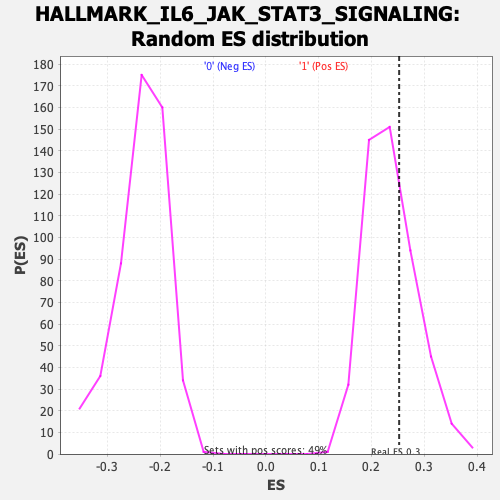 HALLMARK_IL6_JAK_STAT3_SIGNALING:
Random ES distribution
'0' (Neg ES)
'1' (Pos ES)
180
170
160
150
140
130
120
110
100
90
80
70
60
50
40
30
20
10
0
P(ES)
Sets with pos scores: 49%
Real ES 0.3
-0.3 -0.2 -0.1 0.0 0.1 0.2 0.3 0.4
ES